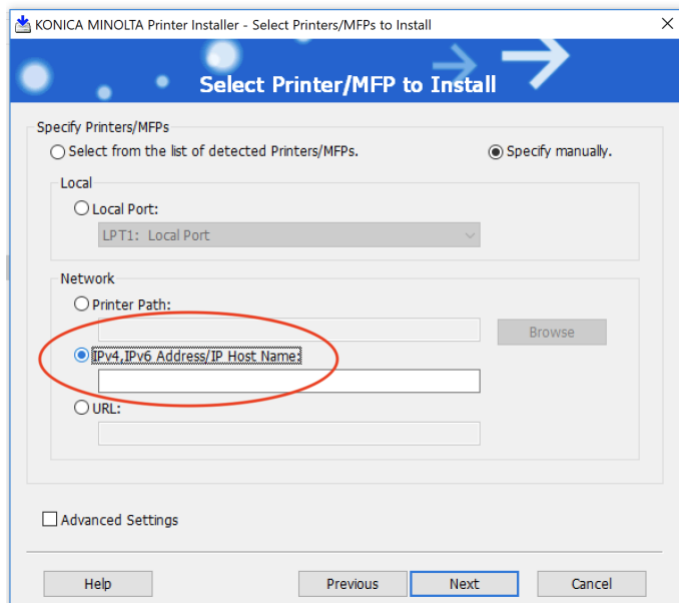 KONICA MINOLTA Printer Installer - Select Printers/MFPs to Install
Select Printer/MFP to Install
Specify Printers/MFPs
Select from the list of detected Printers/MFPs. Specify manually.
Local
Local Port:
LPT1: Local Port
Network
Printer Path:
Browse
IPv4,IPv6 Address/IP Host Name:
URL:
Advanced Settings
Help Previous Next Cancel